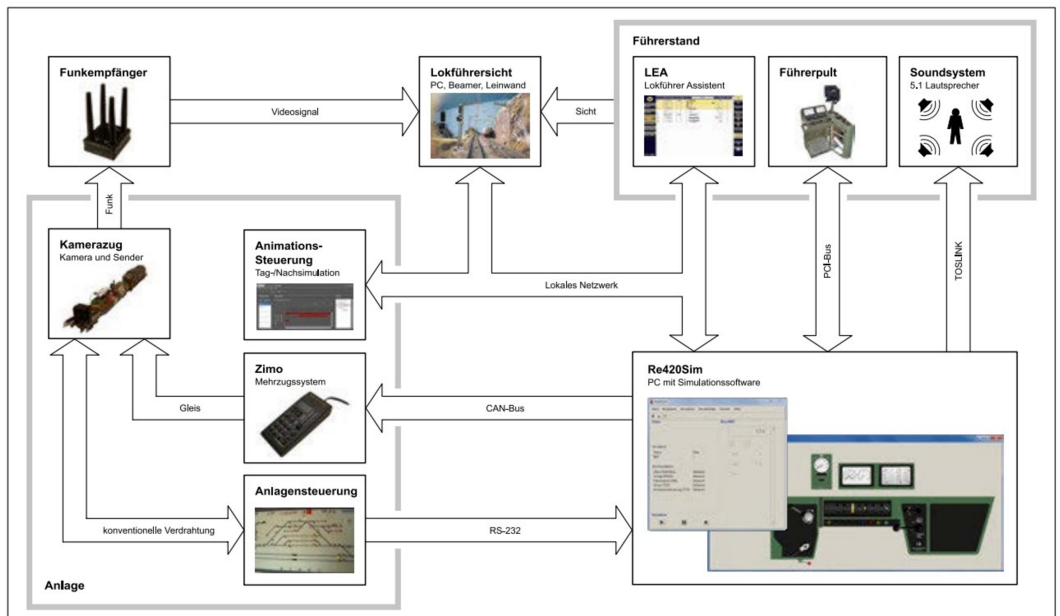 Führerstand
Funkempfänger
Lokführersicht
PC, Beamer, Leinwand
LEA
Lokführer Assistent
Führerpult
Soundsystem
5.1 Lautsprecher
Videosignal
Sicht
Funk
Kamerazug
Kamera und Sender
Animations-
Steuerung
Tag-/Nachsimulation
Lokales Netzwerk
PCI-Bus
TOSLINK
Zimo
Mehrzugssystem
Re420Sim
PC mit Simulationssoftware
Gleis
CAN-Bus
Anlagensteuerung
konventionelle Verdrahtung
RS-232
Anlage